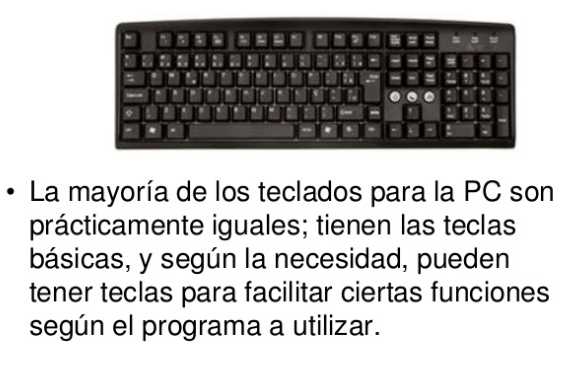 • La mayoría de los teclados para la PC son
prácticamente iguales; tienen las teclas
básicas, y según la necesidad, pueden
tener teclas para facilitar ciertas funciones
según el programa a utilizar.